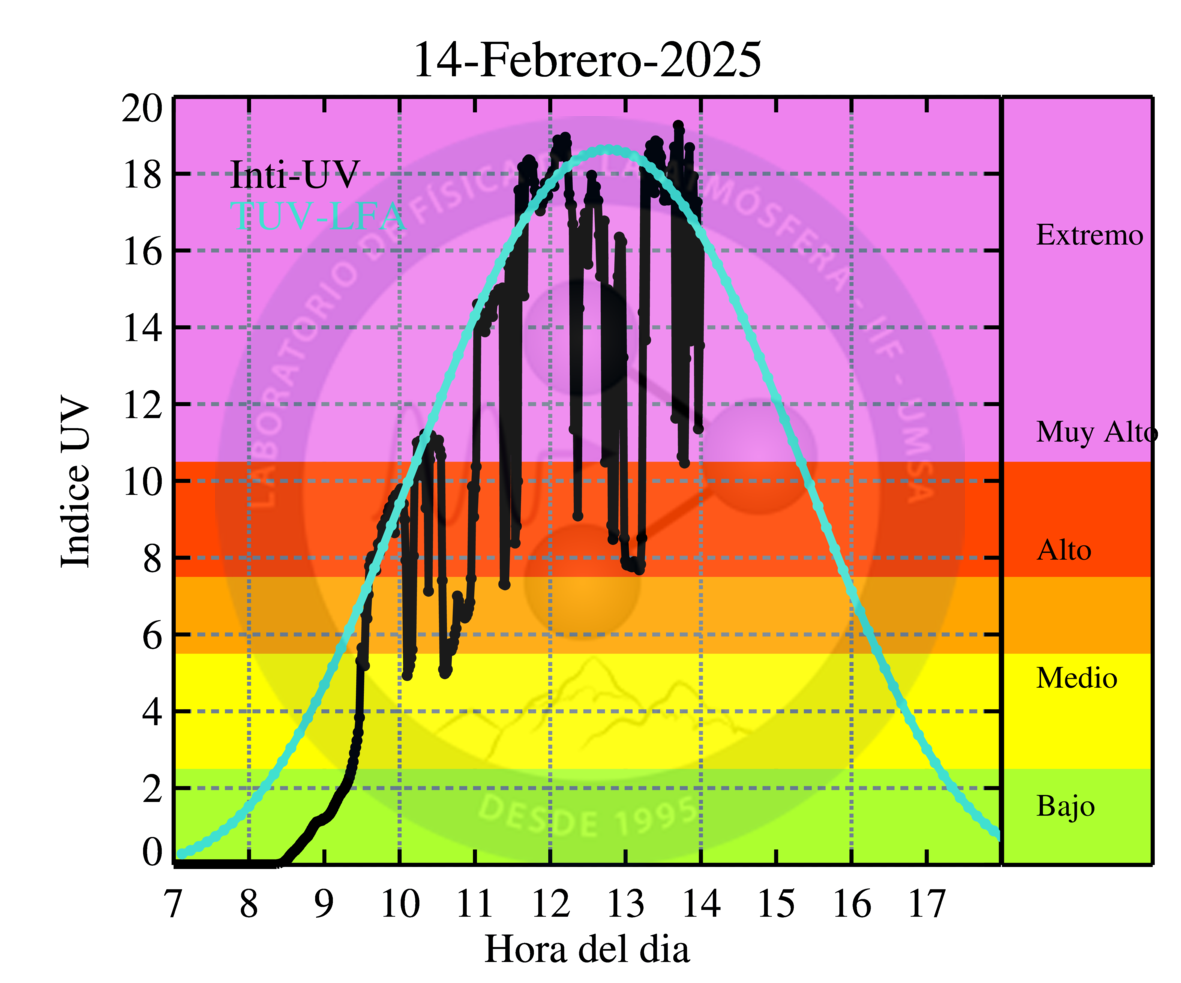 14-Febrero-2025
20
18
16
14
12
10
8
6
4
2
0
Indice UV
Inti-UV
TUV-LFA
LABORATORIO DE FÍSICA DE LA ATMÓSFERA - IIF - UMSA
DESDE 1995
Extremo
Muy Alto
Alto
Medio
Bajo
7 8 9 10 11 12 13 14 15 16 17
Hora del dia